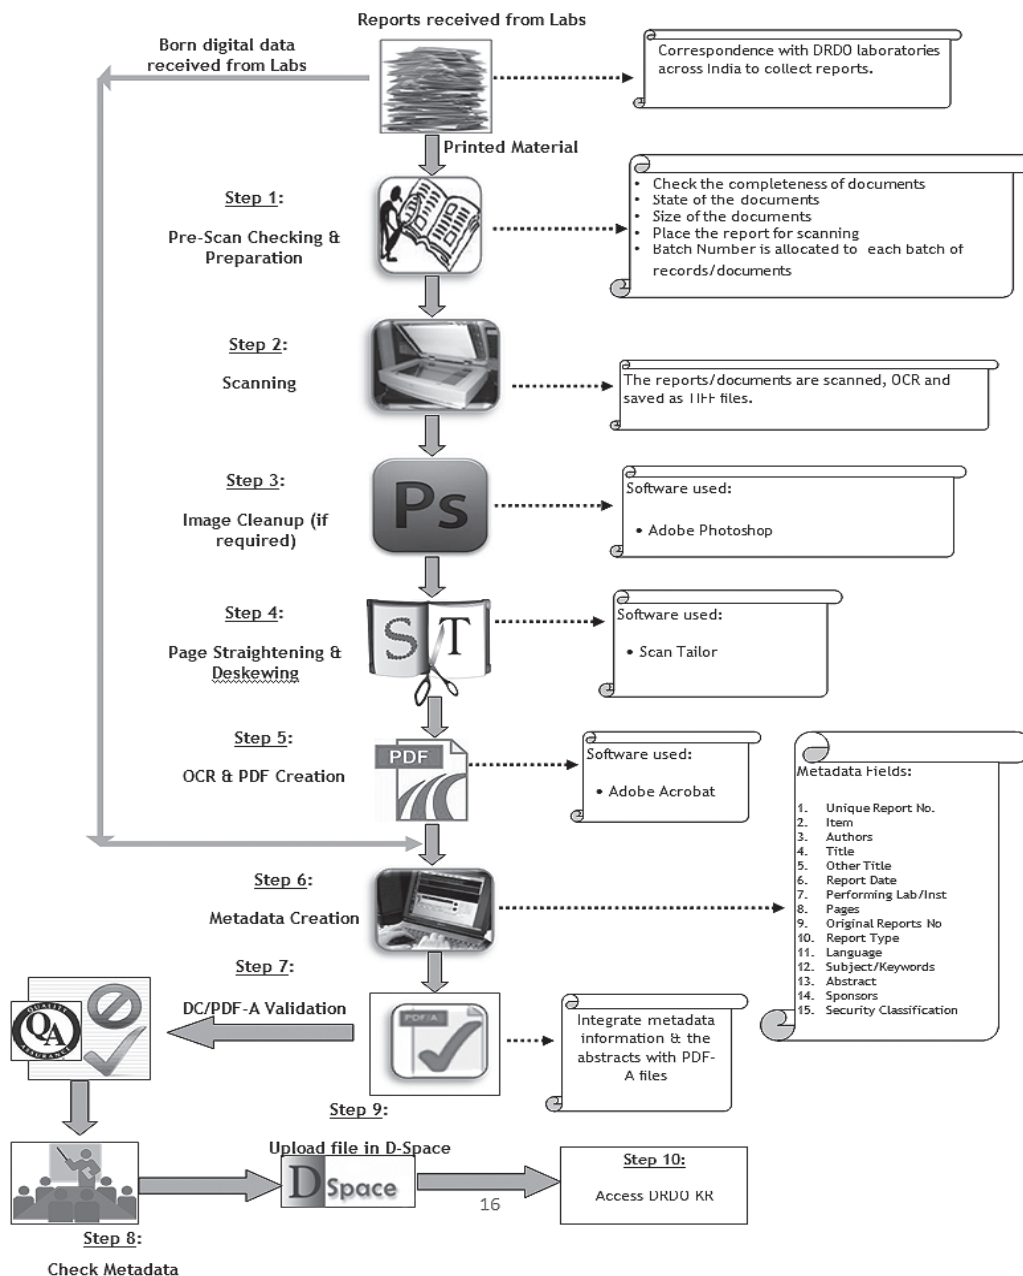 Reports received from Labs
Born digital data
received from Labs
Correspondence with DRDO laboratories
across India to collect reports.
Printed Material
Step 1:
Pre-Scan Checking &
Preparation
• Check the completeness of documents
• State of the documents
• Size of the documents
• Place the report for scanning
• Batch Number is allocated to each batch of
records/documents
Step 2:
Scanning
The reports/documents are scanned, OCR and
saved as TIFF files.
Step 3:
Image Cleanup (if
required)
Ps
Software used:
• Adobe Photoshop
Step 4:
Page Straightening &
Deskewing
S T
Software used:
• Scan Tailor
Step 5:
OCR & PDF Creation
PDF
Software used:
• Adobe Acrobat
Metadata Fields:
1. Unique Report No.
2. Item
3. Authors
4. Title
5. Other Title
6. Report Date
7. Performing Lab/Inst
8. Pages
9. Original Reports No
10. Report Type
11. Language
12. Subject/Keywords
13. Abstract
14. Sponsors
15. Security Classification
Step 6:
Metadata Creation
Step 7:
DC/PDF-A Validation
QUALITY
QA
ASSURANCE
PDF/A
Integrate metadata
information & the
abstracts with PDF-
A files
Step 9:
Upload file in D-Space
D Space
16
Step 10:
Access DRDO KR
Step 8:
Check Metadata